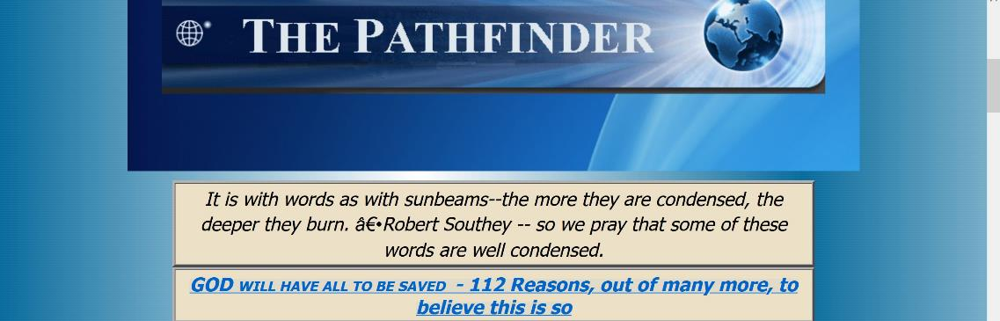 THE PATHFINDER
It is with words as with sunbeams--the more they are condensed, the
deeper they burn. â€•Robert Southey -- so we pray that some of these
words are well condensed.
GOD WILL HAVE ALL TO BE SAVED - 112 Reasons, out of many more, to
believe this is so